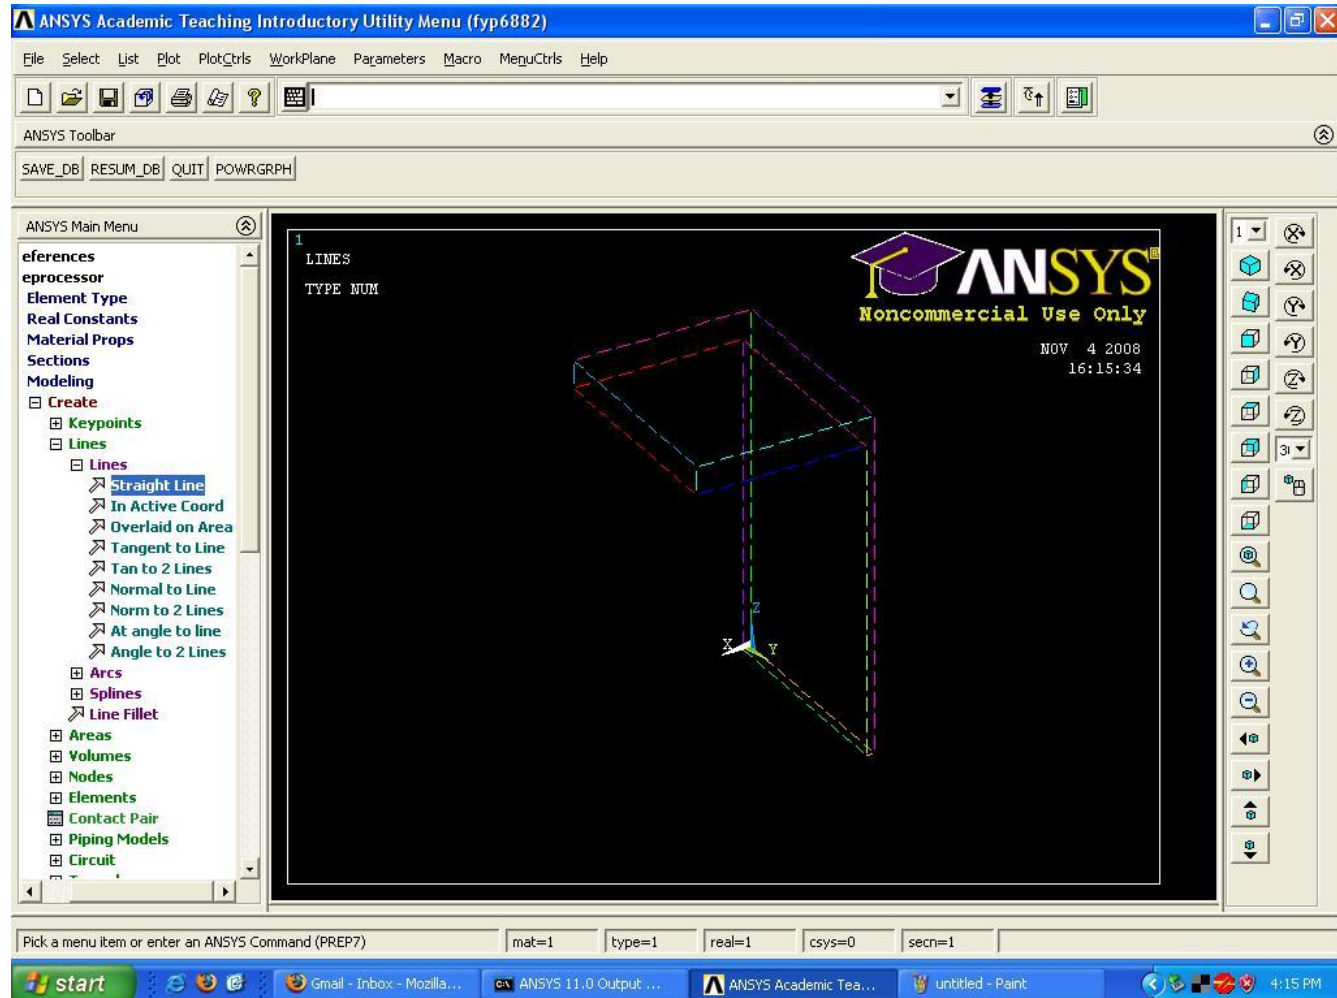 ANSYS Academic Teaching Introductory Utility Menu (fyp6882)
File Select List Plot PlotCtrls WorkPlane Parameters Macro MenuCtrls Help
ANSYS Toolbar
SAVE_DB RESUM_DB QUIT POWRGRPH
ANSYS Main Menu
eferences
eprocessor
Element Type
Real Constants
Material Props
Sections
Modeling
Create
Keypoints
Lines
Lines
Straight Line
In Active Coord
Overlaid on Area
Tangent to Line
Tan to 2 Lines
Normal to Line
Norm to 2 Lines
At angle to line
Angle to 2 Lines
Arcs
Splines
Line Fillet
Areas
Volumes
Nodes
Elements
Contact Pair
Piping Models
Circuit
1
LINES
TYPE NUM
ANSYS
Noncommercial Use Only
NOV 4 2008
16:15:34
Z
X
Y
1
Pick a menu item or enter an ANSYS Command (PREP7)
mat=1 type=1 real=1 csys=0 secn=1
start Gmail - Inbox - Mozilla... ANSYS 11.0 Output ... ANSYS Academic Tea... untitled - Paint 4:15 PM